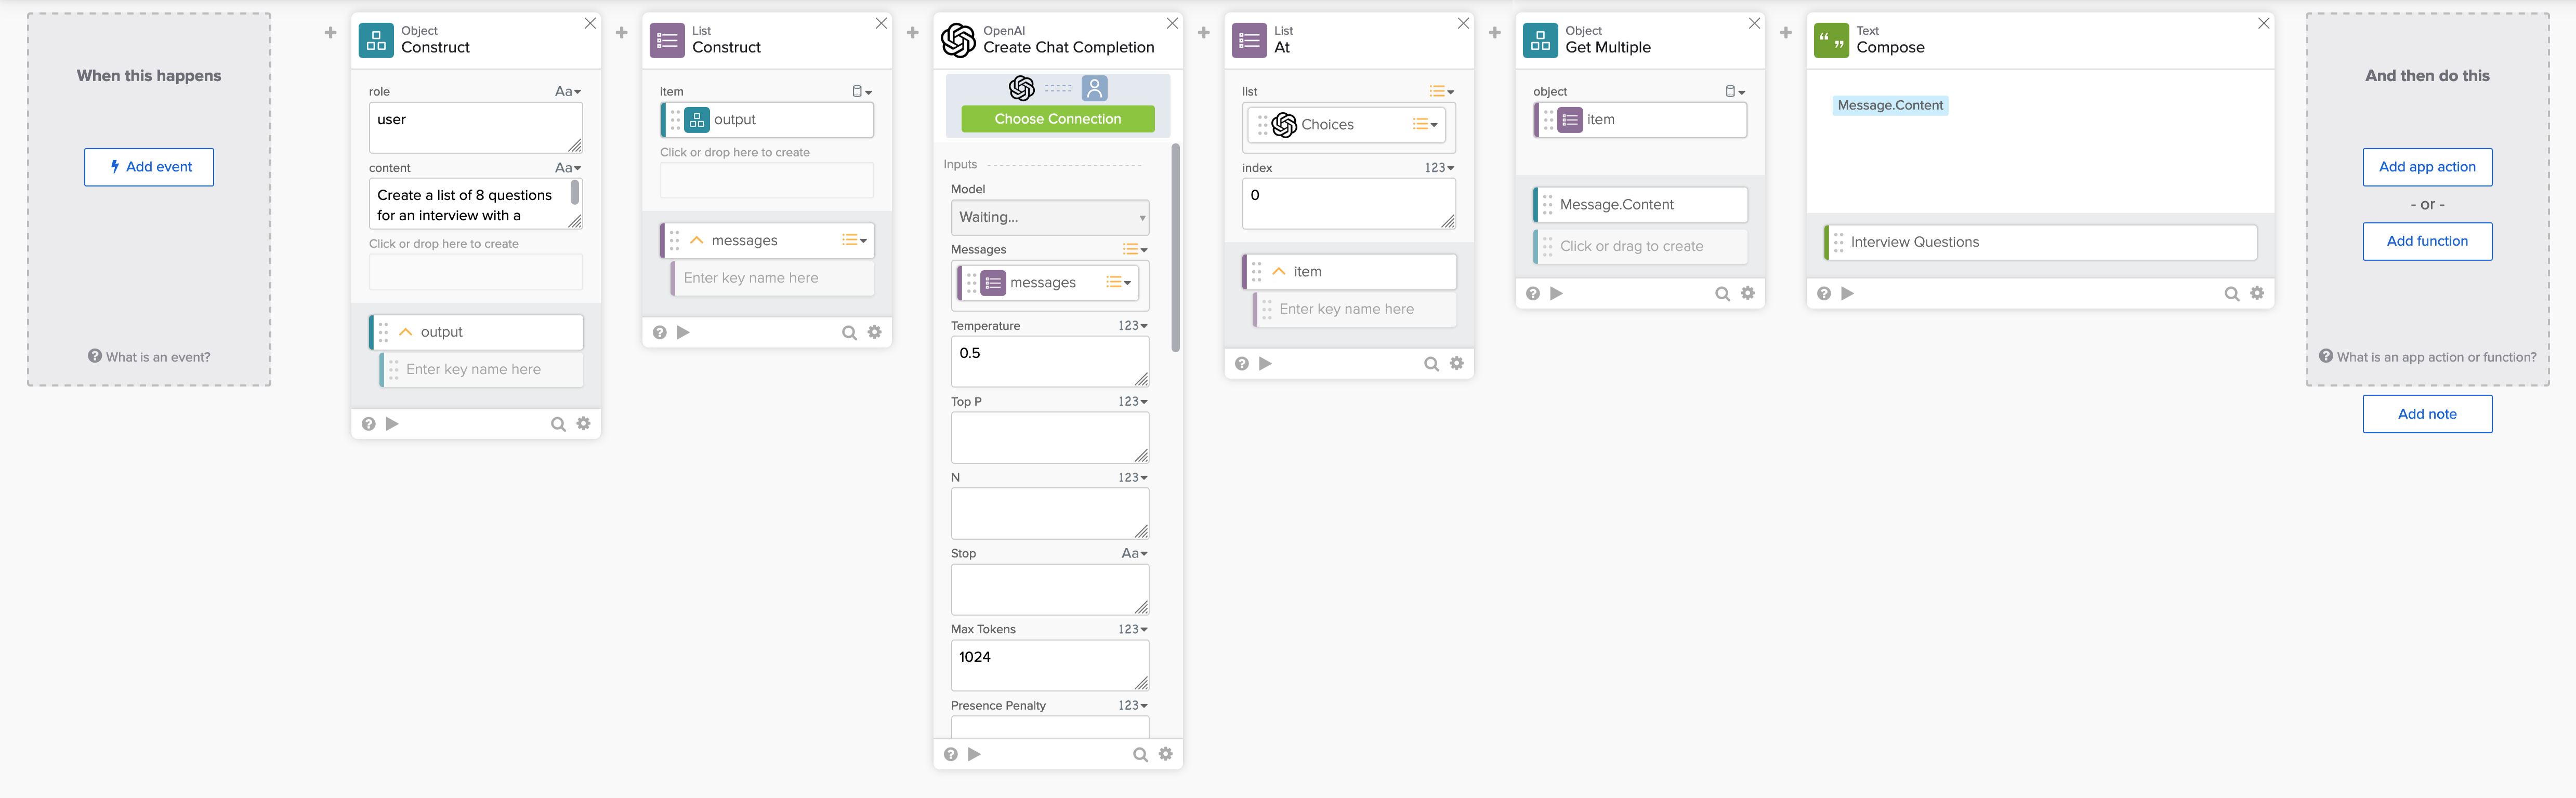 When this happens
Add event
What is an event?
Object
Construct
role
Aa
user
content
Aa
Create a list of 8 questions
for an interview with a
Click or drop here to create
output
Enter key name here
List
Construct
item
output
Click or drop here to create
messages
Enter key name here
OpenAI
Create Chat Completion
Choose Connection
Inputs
Model
Waiting...
Messages
messages
Temperature
123
0.5
Top P
123
N
123
Stop
Aa
Max Tokens
123
1024
Presence Penalty
123
List
At
list
Choices
index
123
0
item
Enter key name here
Object
Get Multiple
object
item
Message.Content
Click or drag to create
Text
Compose
“ ”
Message.Content
Interview Questions
And then do this
Add app action
- or -
Add function
What is an app action or function?
Add note